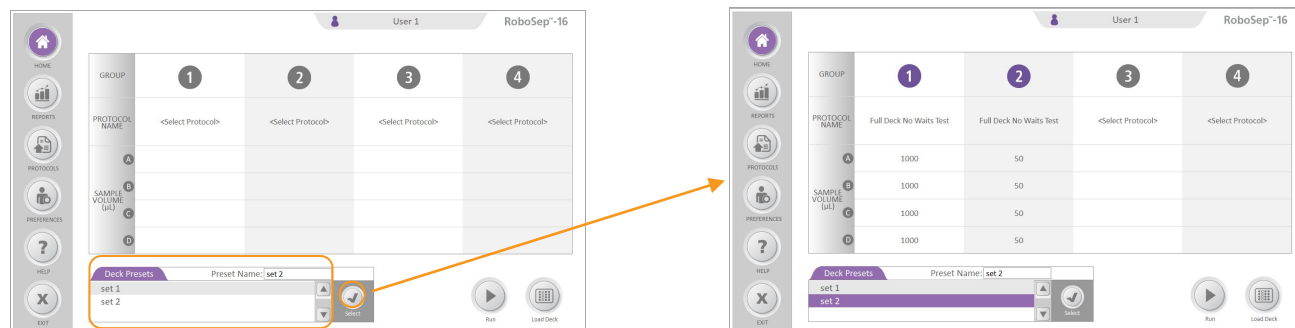 User 1
RoboSep™-16
HOME
REPORTS
PROTOCOLS
PREFERENCES
HELP
EXIT
GROUP 1 2 3 4
PROTOCOL NAME <Select Protocol> <Select Protocol> <Select Protocol> <Select Protocol>
SAMPLE VOLUME (µL)
A
B
C
D
Deck Presets Preset Name: set 2
set 1
set 2
Select
Run
Load Deck
User 1
RoboSep™-16
HOME
REPORTS
PROTOCOLS
PREFERENCES
HELP
EXIT
GROUP 1 2 3 4
PROTOCOL NAME Full Deck No Waits Test Full Deck No Waits Test <Select Protocol> <Select Protocol>
SAMPLE VOLUME (µL)
A 1000 50
B 1000 50
C 1000 50
D 1000 50
Deck Presets Preset Name: set 2
set 1
set 2
Select
Run
Load Deck